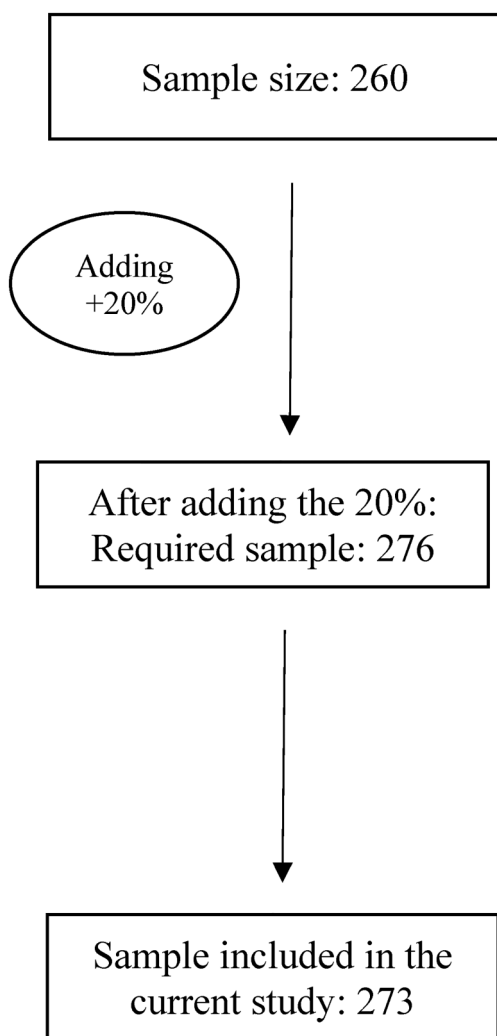 Sample size: 260
Adding
+20%
After adding the 20%:
Required sample: 276
Sample included in the
current study: 273